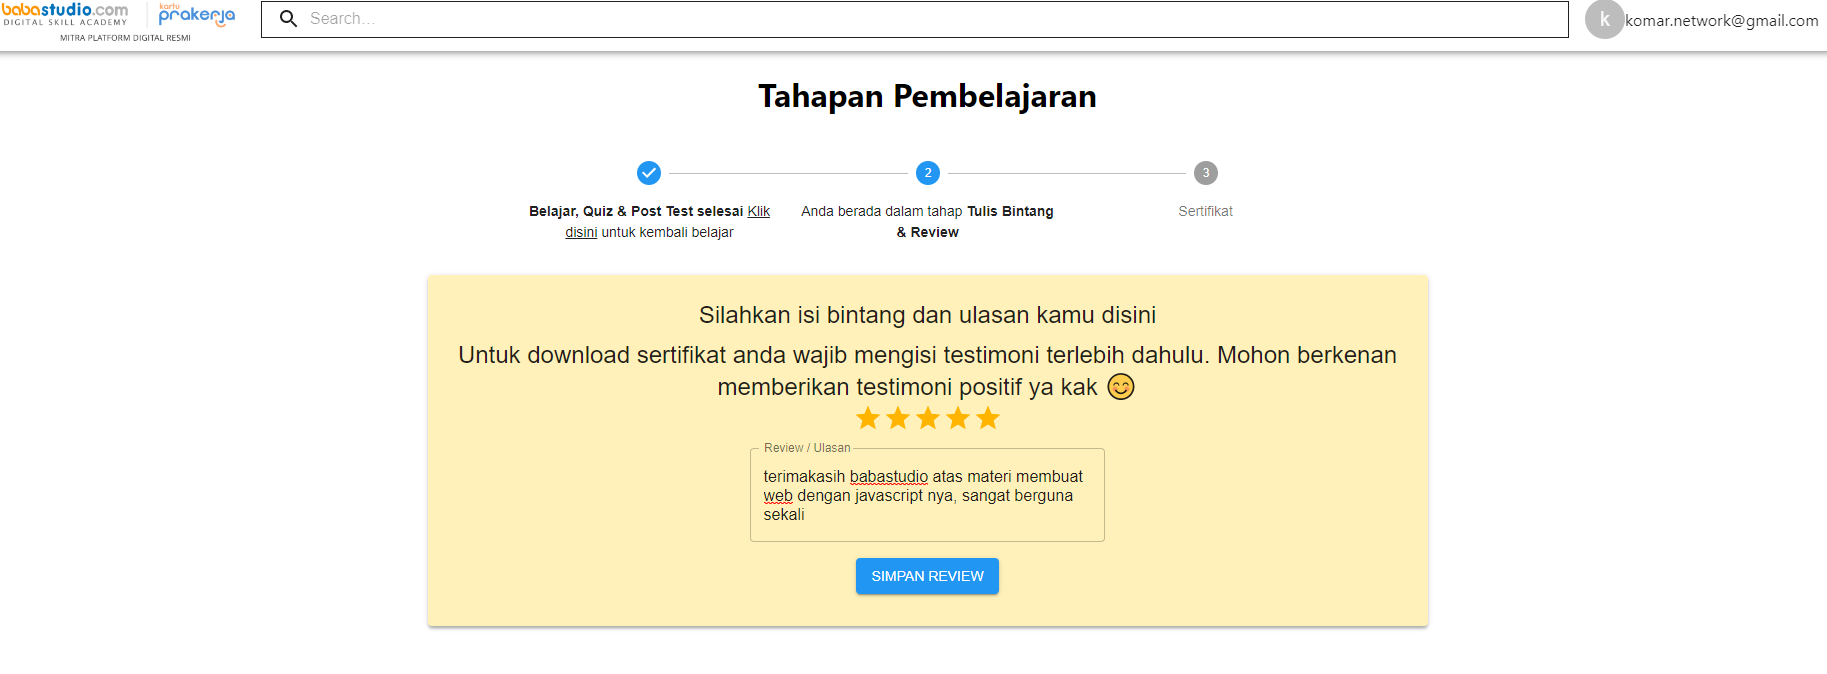 babastudio.com
DIGITAL SKILL ACADEMY
kartu
prakerja
MITRA PLATFORM DIGITAL RESMI
Search...
k
komar.network@gmail.com
Tahapan Pembelajaran
2
3
Belajar, Quiz & Post Test selesai Klik
disini untuk kembali belajar
Anda berada dalam tahap Tulis Bintang
& Review
Sertifikat
Silahkan isi bintang dan ulasan kamu disini
Untuk download sertifikat anda wajib mengisi testimoni terlebih dahulu. Mohon berkenan
memberikan testimoni positif ya kak 😊
Review / Ulasan
terimakasih babastudio atas materi membuat
web dengan javascript nya, sangat berguna
sekali
SIMPAN REVIEW